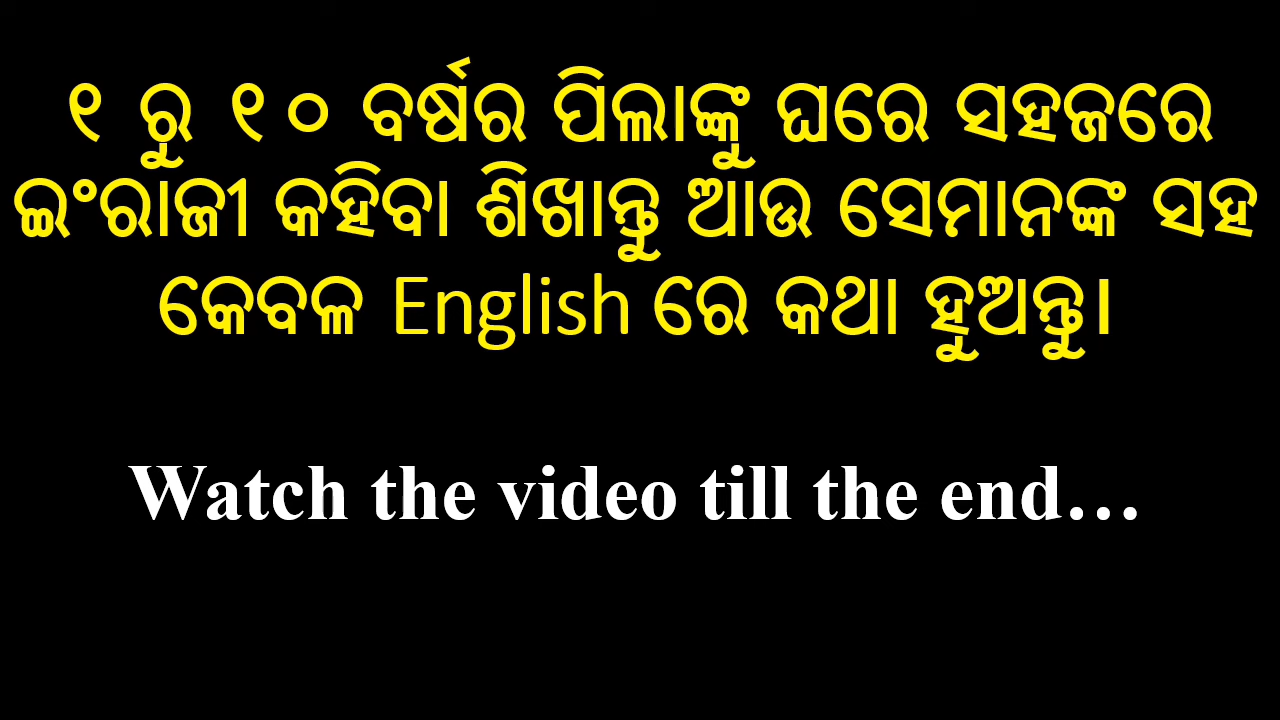 ୧ ରୁ ୧୦ ବର୍ଷର ପିଲାଙ୍କୁ ଘରେ ସହଜରେ
ଇଂରାଜୀ କହିବା ଶିଖାନ୍ତୁ ଆଉ ସେମାନଙ୍କ ସହ
କେବଳ English ରେ କଥା ହୁଅନ୍ତୁ।
Watch the video till the end…